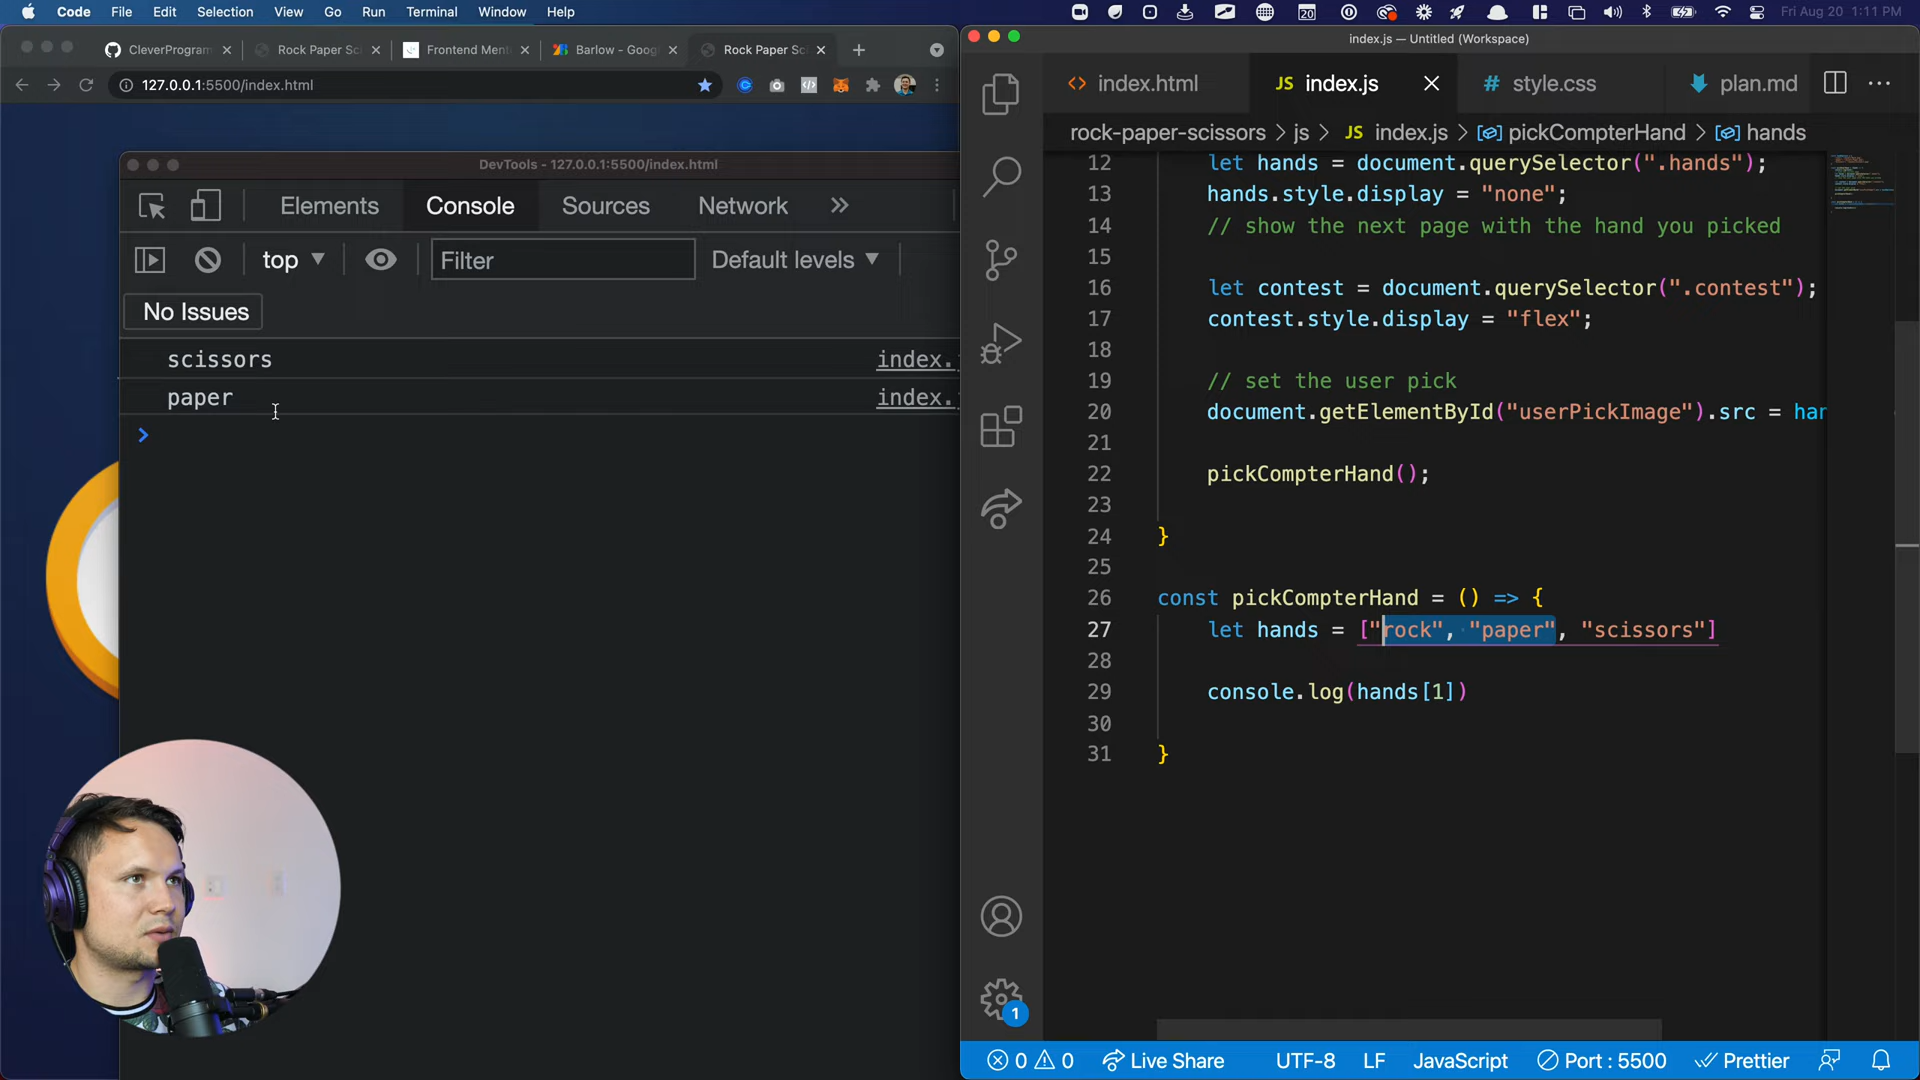 Code File Edit Selection View Go Run Terminal Window Help
20 Fri Aug 20 1:11 PM
CleverProgram
Rock Paper Sci
Frontend Ment
Barlow - Goog
Rock Paper Sci
127.0.0.1:5500/index.html
DevTools - 127.0.0.1:5500/index.html
Elements Console Sources Network
top Filter Default levels
No Issues
scissors index.
paper index.
index.js — Untitled (Workspace)
index.html JS index.js style.css plan.md
rock-paper-scissors > js > JS index.js > pickCompterHand > hands
12 let hands = document.querySelector(".hands");
13 hands.style.display = "none";
14 // show the next page with the hand you picked
15
16 let contest = document.querySelector(".contest");
17 contest.style.display = "flex";
18
19 // set the user pick
20 document.getElementById("userPickImage").src = han
21
22 pickCompterHand();
23
24 }
25
26 const pickCompterHand = () => {
27 let hands = ["rock", "paper", "scissors"]
28
29 console.log(hands[1])
30
31 }
1
0 0 Live Share UTF-8 LF JavaScript Port : 5500 Prettier